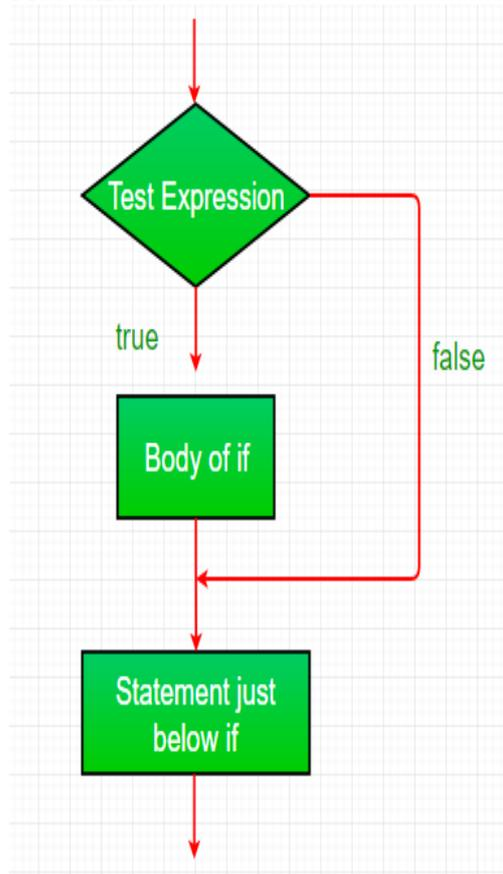 Test Expression
true
false
Body of if
Statement just
below if